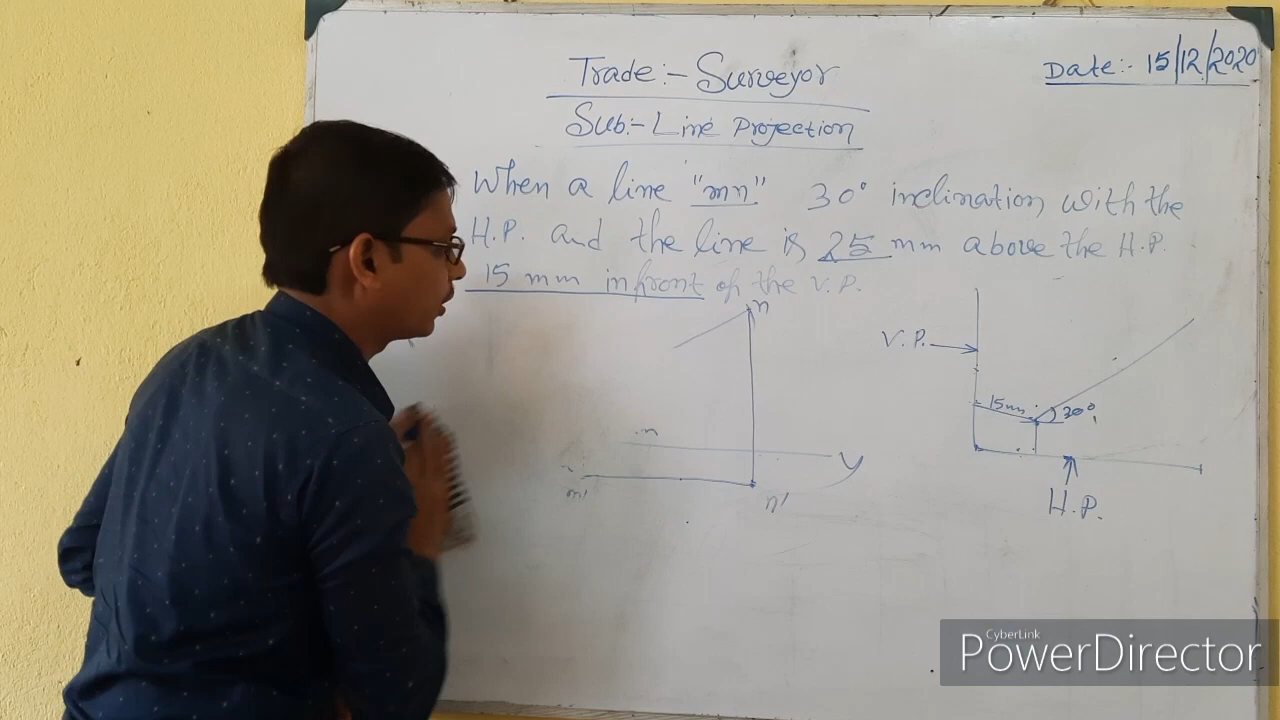 Trade:- Surveyor
Date:- 15/12/2020
Sub:- Line Projection
When a line "mn" 30° inclination with the
H.P. and the line is 25 mm above the H.P.
15 mm infront of the V.P.
n
V.P.
15mm
30°
m
y
m'
n'
H.P.
CyberLink
PowerDirector